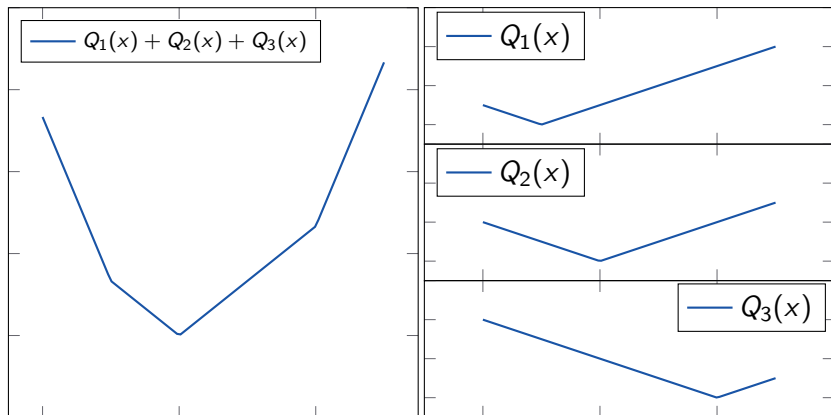 Q₁(x) + Q₂(x) + Q₃(x)
Q₁(x)
Q₂(x)
Q₃(x)